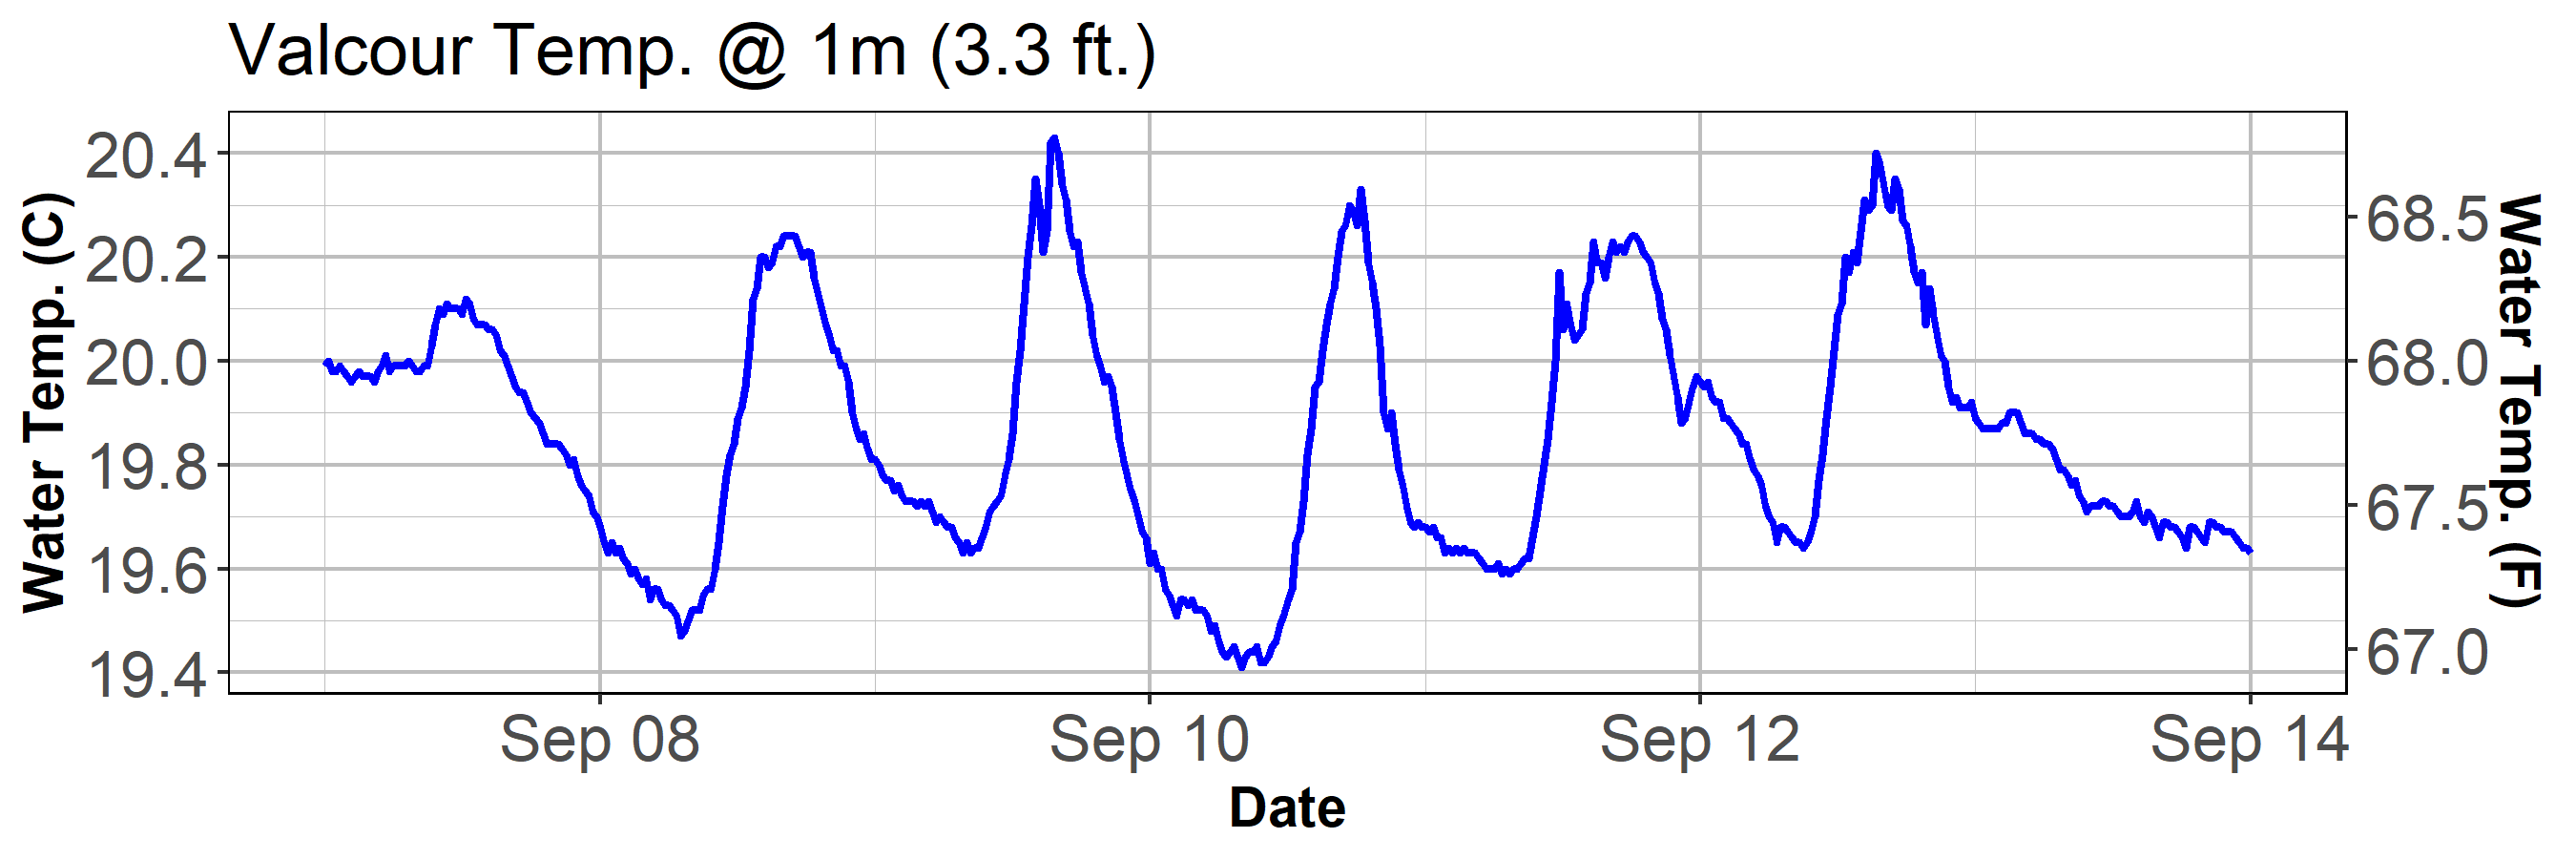 Valcour Temp. @ 1m (3.3 ft.)
Water Temp. (C)
20.4
20.2
20.0
19.8
19.6
19.4
68.5
68.0
67.5
67.0
Water Temp. (F)
Sep 08
Sep 10
Sep 12
Sep 14
Date